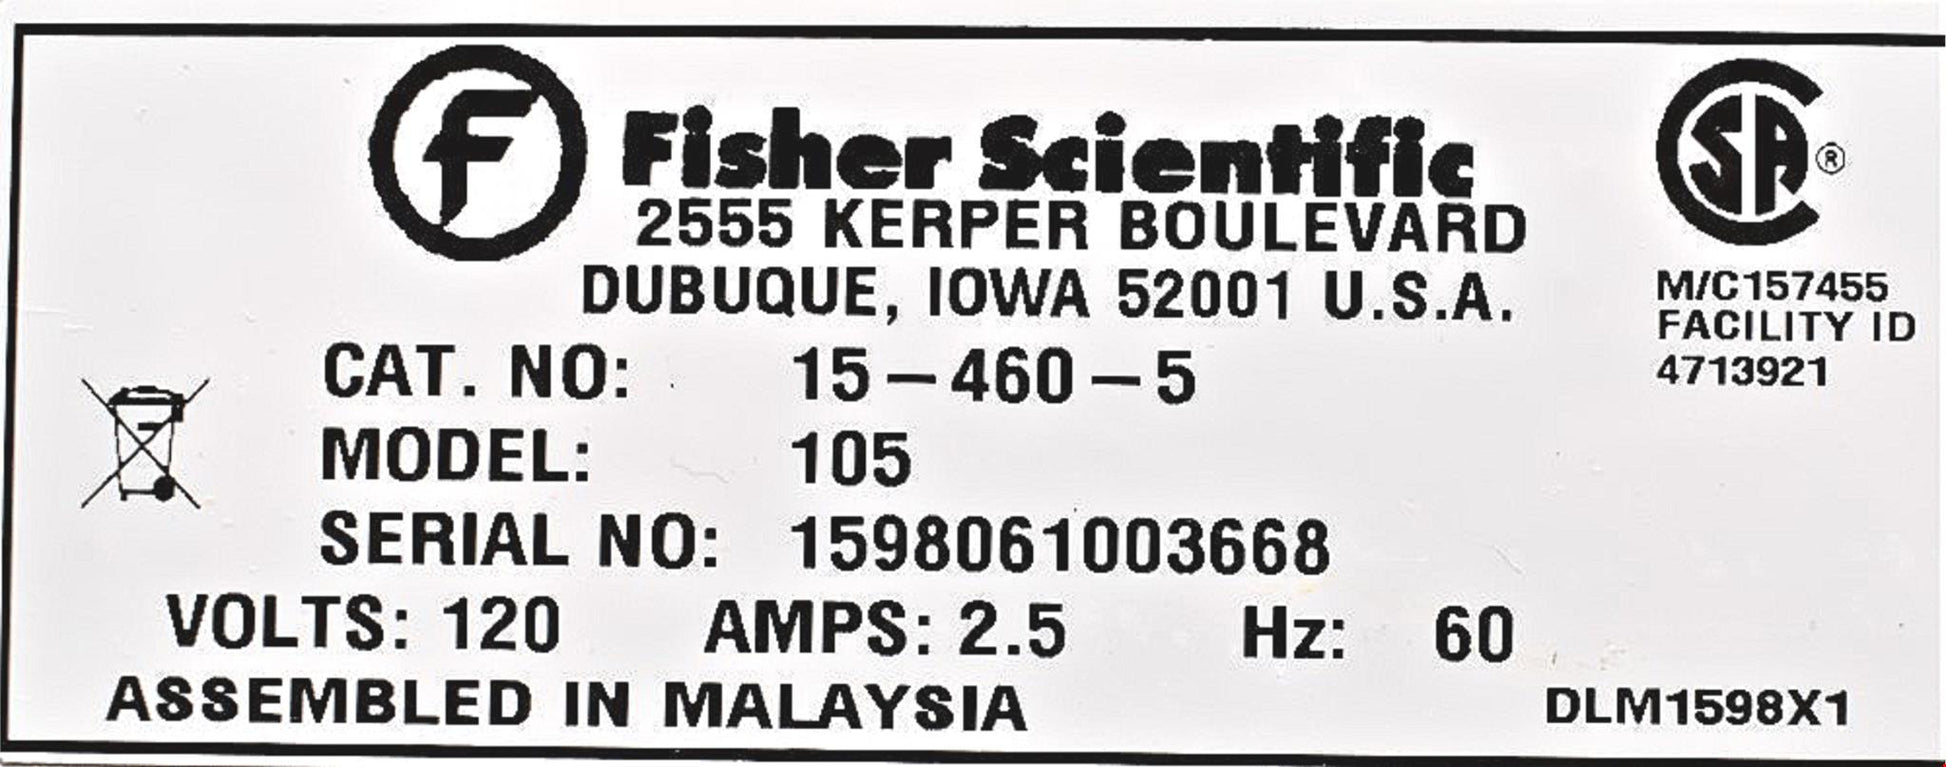 Fisher Scientific
2555 KERPER BOULEVARD
DUBUQUE, IOWA 52001 U.S.A.
SA ®
M/C157455
FACILITY ID
4713921
CAT. NO: 15-460-5
MODEL: 105
SERIAL NO: 1598061003668
VOLTS: 120 AMPS: 2.5 Hz: 60
ASSEMBLED IN MALAYSIA
DLM1598X1